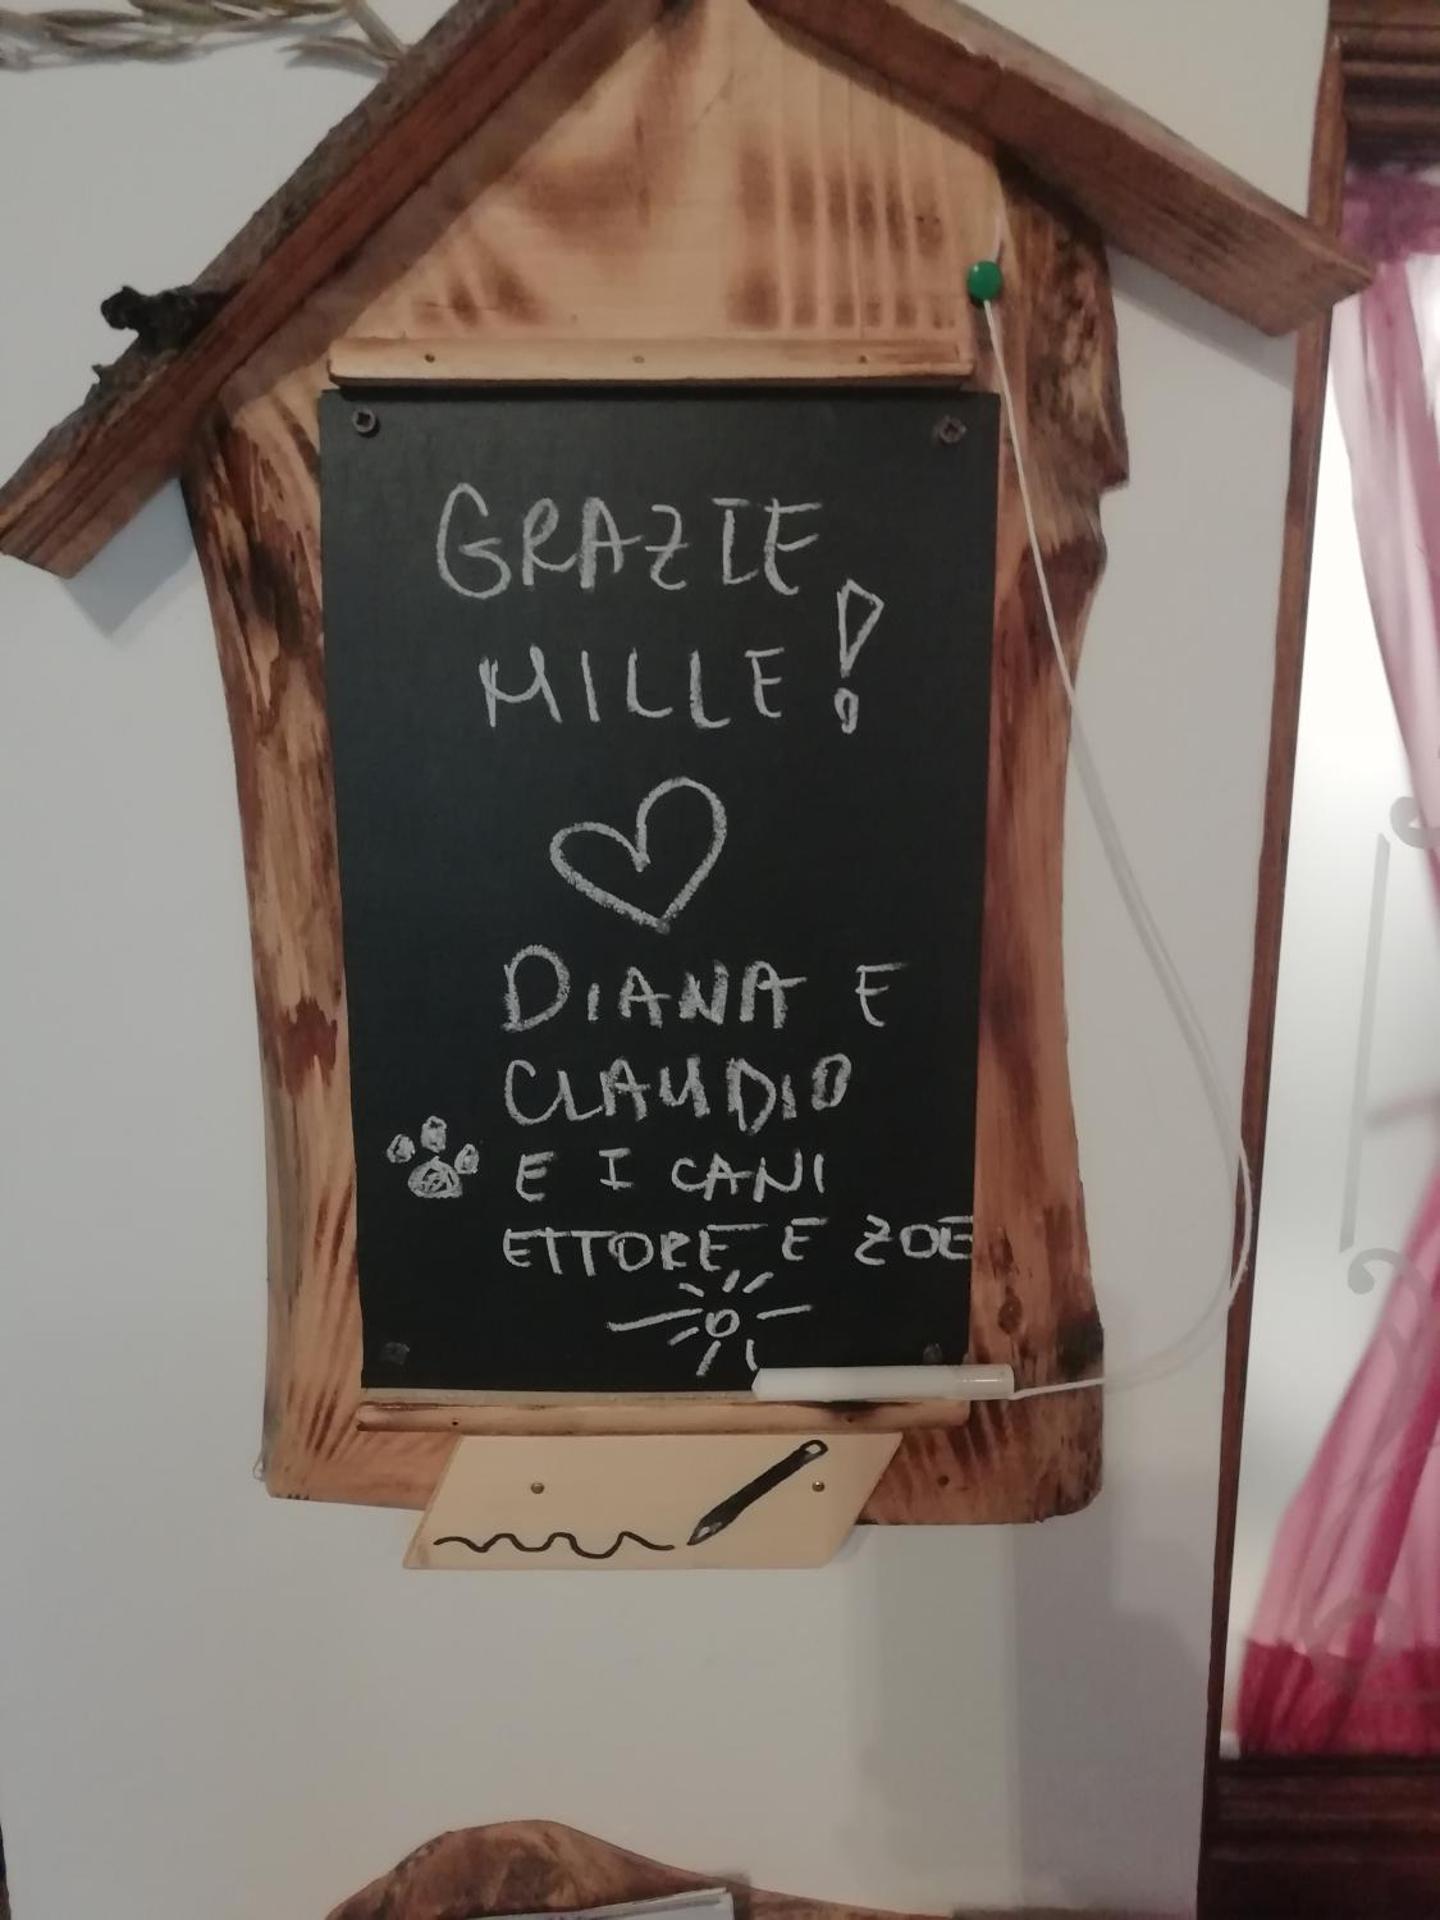 GRAZIE
MILLE!
DIANA E
CLAUDIO
E I CANI
ETTORE E ZOE